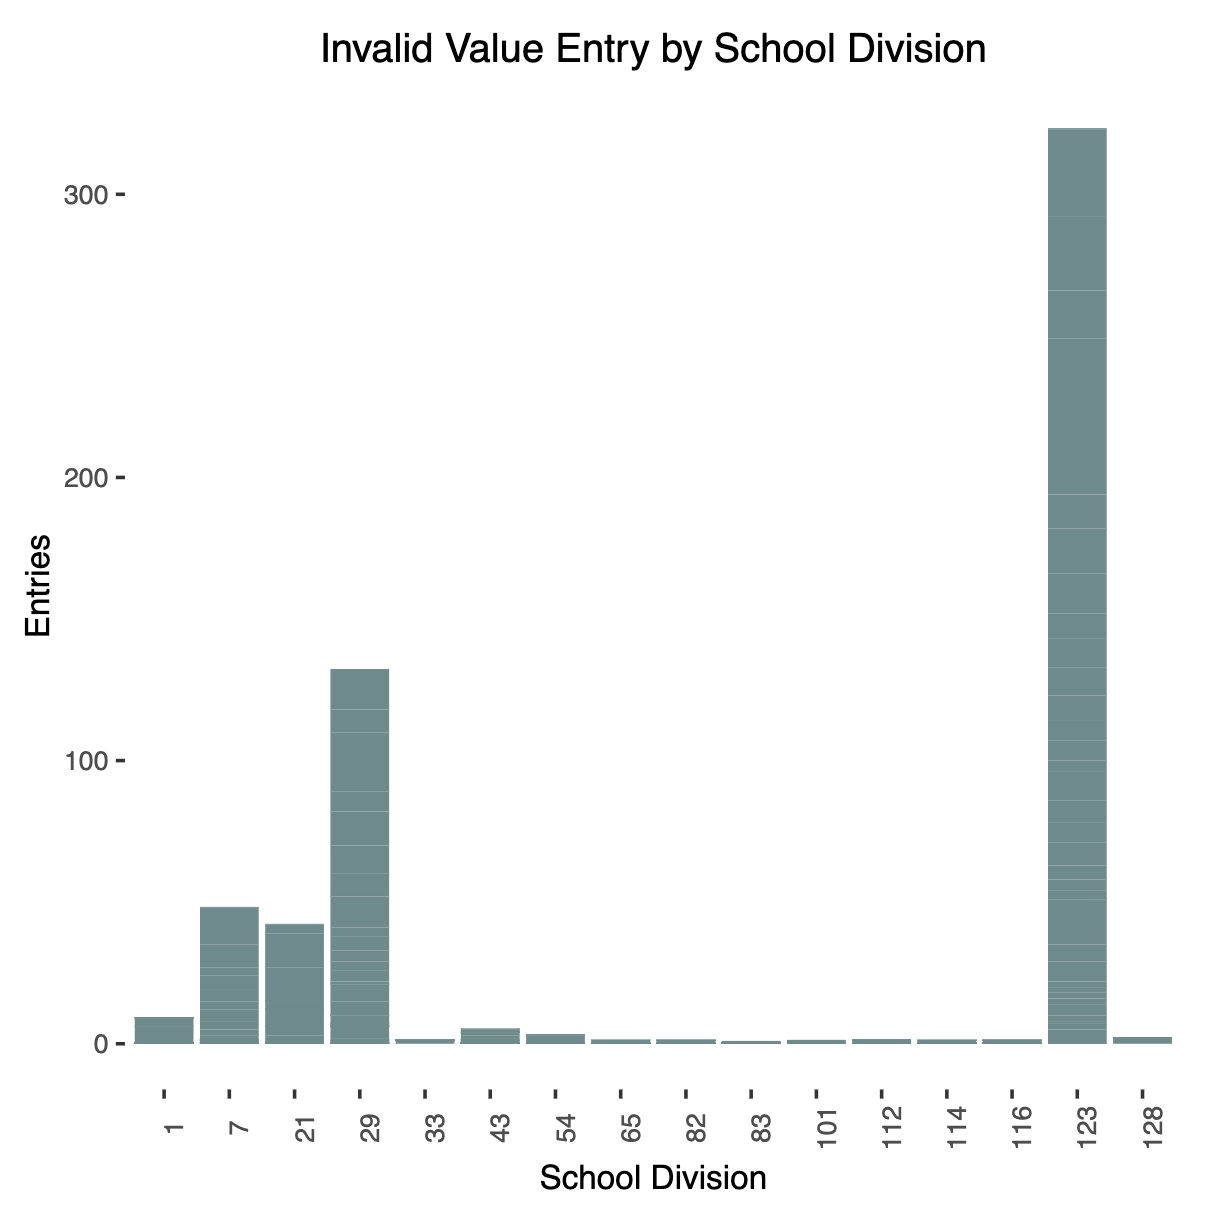 Invalid Value Entry by School Division
300
200
100
0
Entries
1 7 21 29 33 43 54 65 82 83 101 112 114 116 123 128
School Division